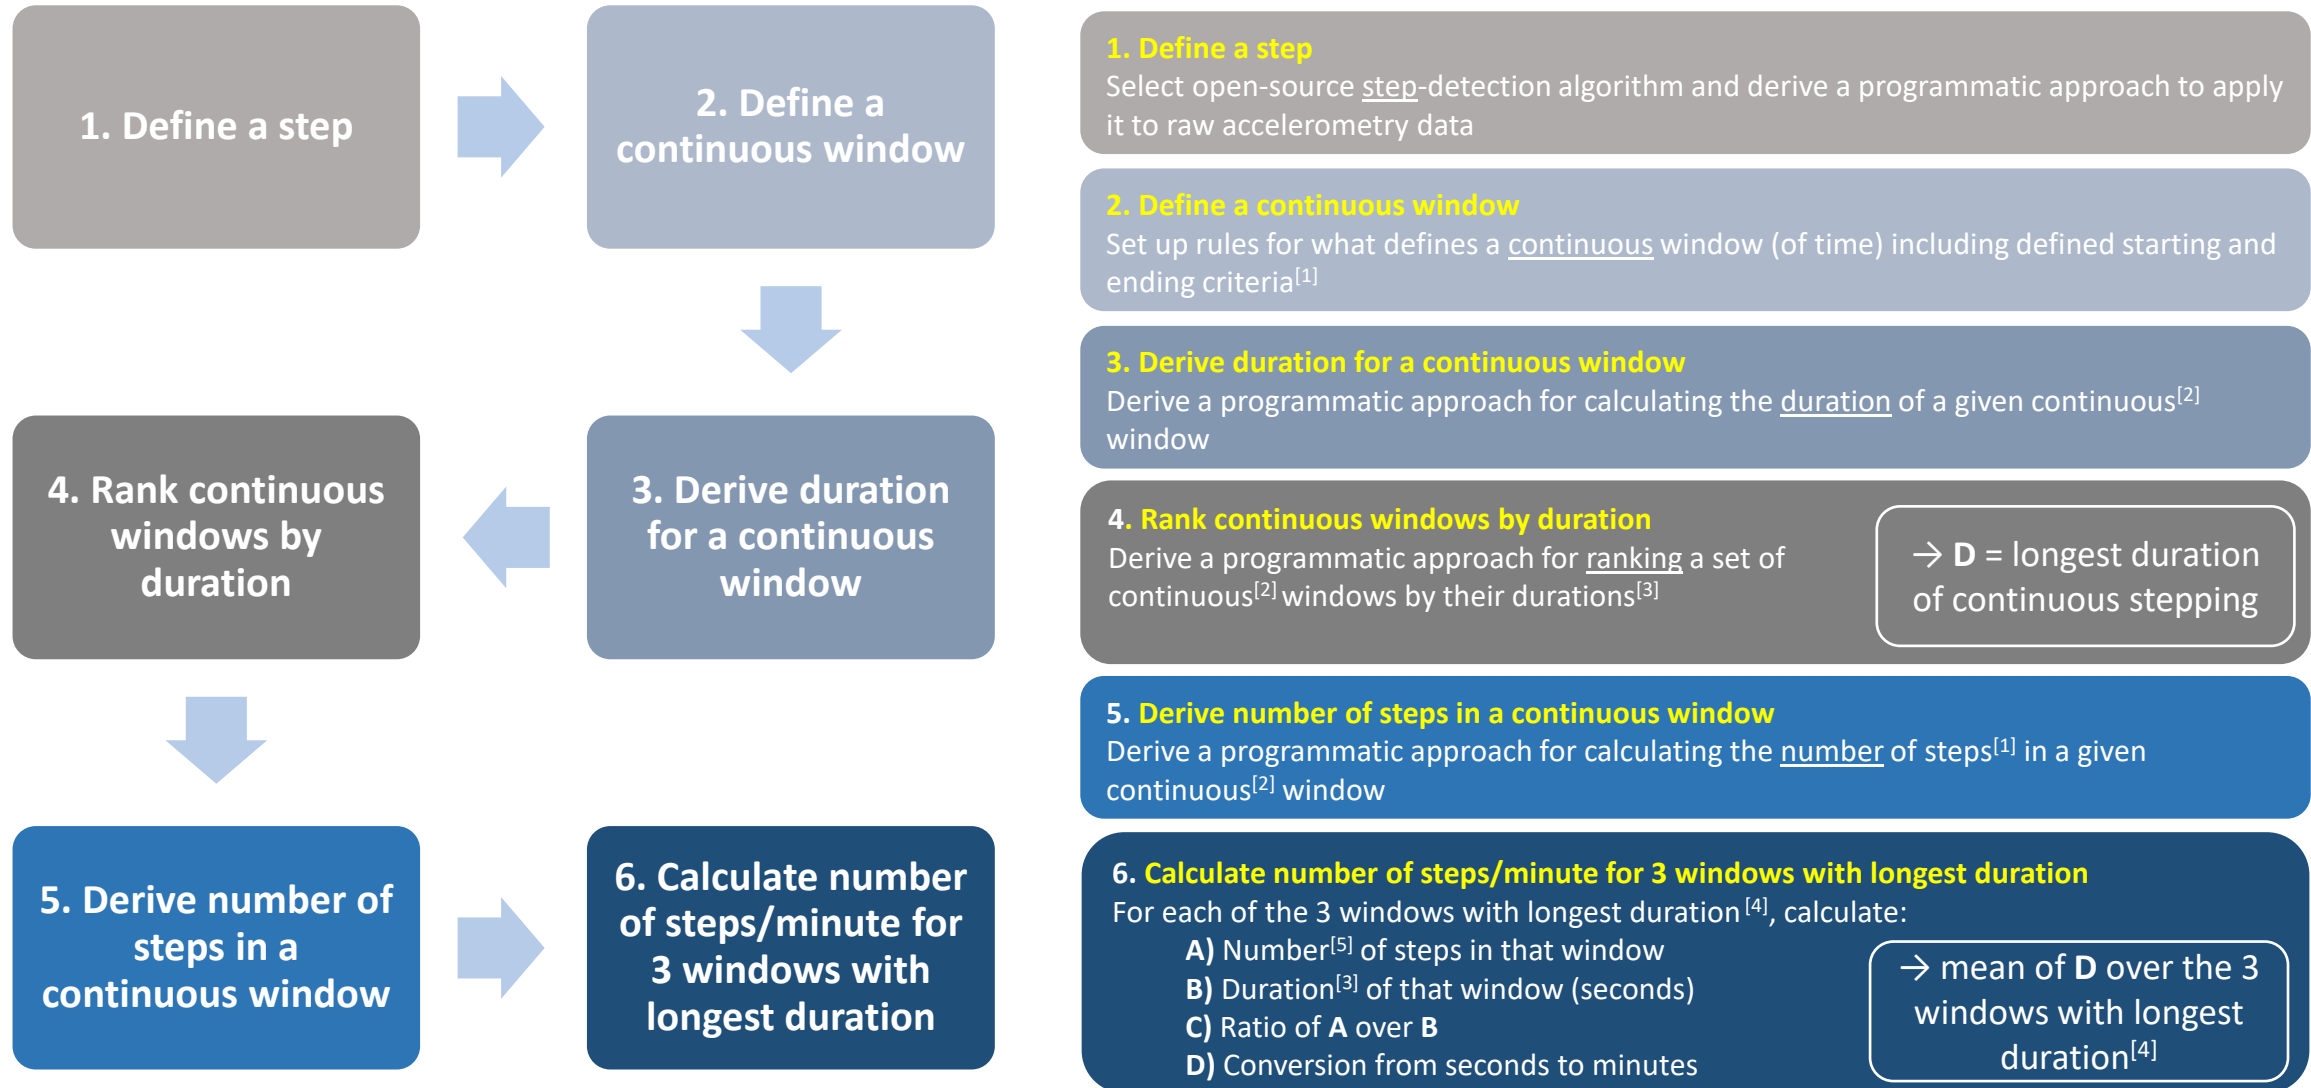 1. Define a step
2. Define a
continuous window
3. Derive duration
for a continuous
window
4. Rank continuous
windows by
duration
5. Derive number of
steps in a
continuous window
6. Calculate number
of steps/minute for
3 windows with
longest duration
1. Define a step
Select open-source step-detection algorithm and derive a programmatic approach to apply
it to raw accelerometry data
2. Define a continuous window
Set up rules for what defines a continuous window (of time) including defined starting and
ending criteria[1]
3. Derive duration for a continuous window
Derive a programmatic approach for calculating the duration of a given continuous[2]
window
4. Rank continuous windows by duration
Derive a programmatic approach for ranking a set of
continuous[2] windows by their durations[3]
→ D = longest duration
of continuous stepping
5. Derive number of steps in a continuous window
Derive a programmatic approach for calculating the number of steps[1] in a given
continuous[2] window
6. Calculate number of steps/minute for 3 windows with longest duration
For each of the 3 windows with longest duration [4], calculate:
A) Number[5] of steps in that window
B) Duration[3] of that window (seconds)
C) Ratio of A over B
D) Conversion from seconds to minutes
→ mean of D over the 3
windows with longest
duration[4]